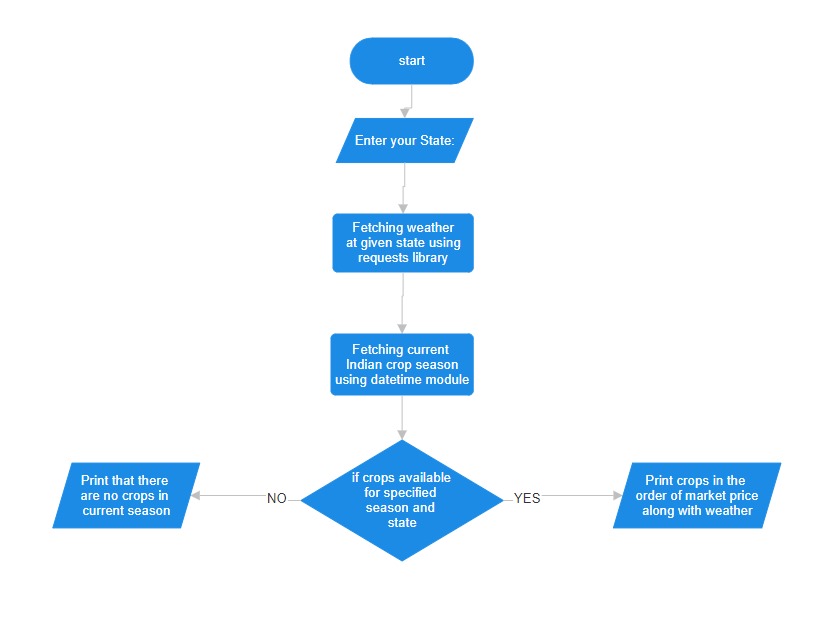 start
Enter your State:
Fetching weather
at given state using
requests library
Fetching current
Indian crop season
using datetime module
if crops available
for specified
season and
state
NO
YES
Print that there
are no crops in
current season
Print crops in the
order of market price
along with weather